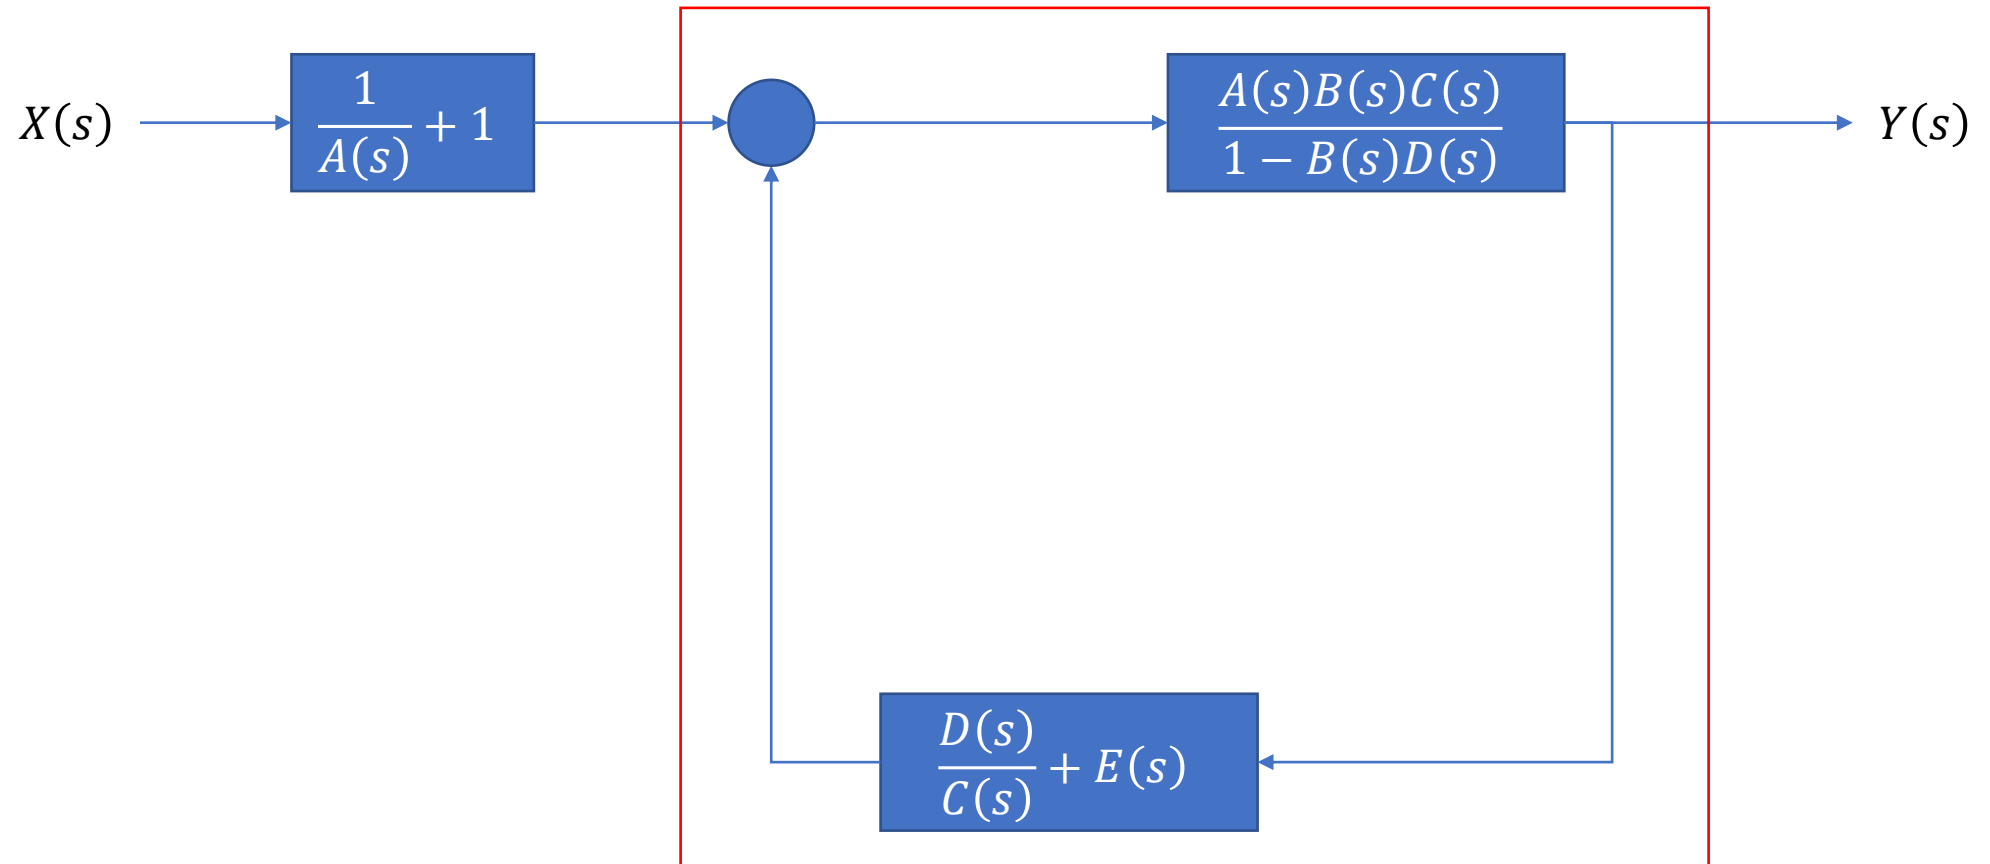 X(s)
1/A(s) + 1
A(s)B(s)C(s)/1 − B(s)D(s)
Y(s)
D(s)/C(s) + E(s)